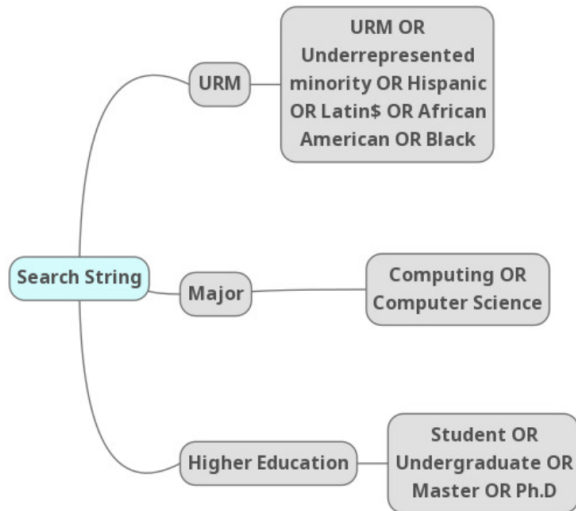 URM OR
Underrepresented
minority OR Hispanic
OR Latin$ OR African
American OR Black
URM
Search String
Major
Computing OR
Computer Science
Higher Education
Student OR
Undergraduate OR
Master OR Ph.D